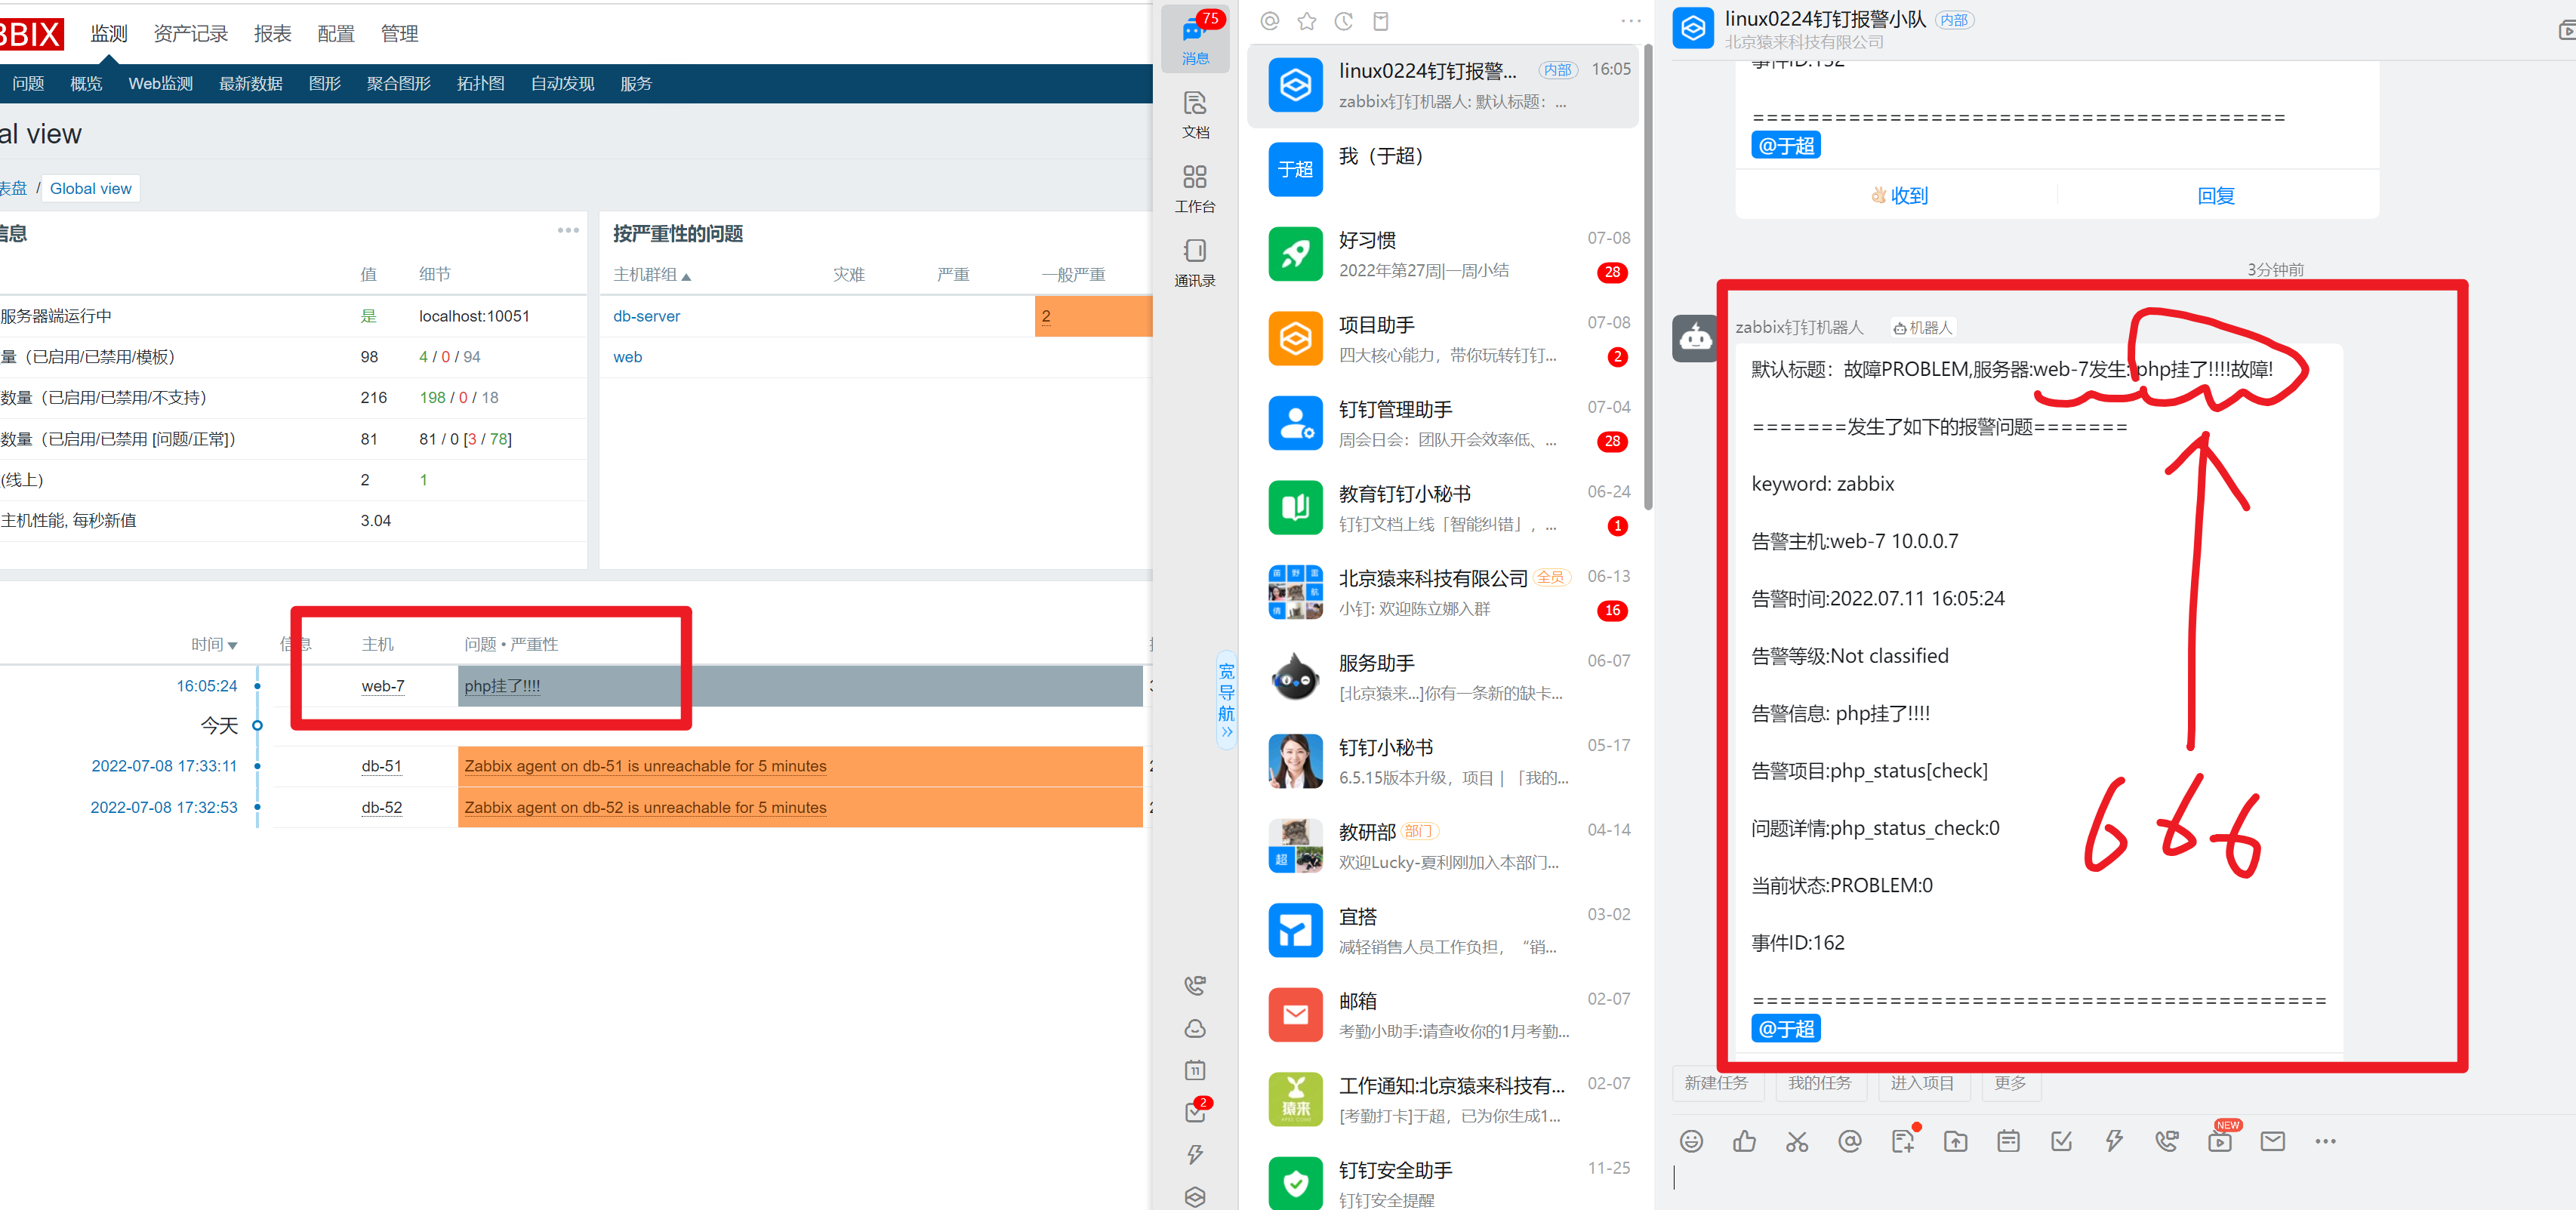 BBIX 监测 资产记录 报表 配置 管理
问题 概览 Web监测 最新数据 图形 聚合图形 拓扑图 自动发现 服务
al view
表盘 / Global view
信息 •••
值 细节
服务器端运行中 是 localhost:10051
量（已启用/已禁用/模板） 98 4 / 0 / 94
数量（已启用/已禁用/不支持） 216 198 / 0 / 18
数量（已启用/已禁用 [问题/正常]） 81 81 / 0 [3 / 78]
(线上) 2 1
主机性能, 每秒新值 3.04
按严重性的问题
主机群组 灾难 严重 一般严重
db-server 2
web
时间 信息 主机 问题 • 严重性
16:05:24 web-7 php挂了!!!!
今天
2022-07-08 17:33:11 db-51 Zabbix agent on db-51 is unreachable for 5 minutes
2022-07-08 17:32:53 db-52 Zabbix agent on db-52 is unreachable for 5 minutes
75
消息
文档
工作台
通讯录
宽导航
11
2
linux0224钉钉报警... 内部 16:05
zabbix钉钉机器人: 默认标题：...
于超
我（于超）
好习惯 07-08
2022年第27周|一周小结 28
项目助手 07-08
四大核心能力，带你玩转钉钉... 2
钉钉管理助手 07-04
周会日会：团队开会效率低、... 28
教育钉钉小秘书 06-24
钉钉文档上线「智能纠错」，... 1
北京猿来科技有限公司 全员 06-13
小钉: 欢迎陈立娜入群 16
服务助手 06-07
[北京猿来...]你有一条新的缺卡...
钉钉小秘书 05-17
6.5.15版本升级，项目｜「我的...
超
教研部 部门 04-14
欢迎Lucky-夏利刚加入本部门...
宜搭 03-02
减轻销售人员工作负担，“销...
邮箱 02-07
考勤小助手:请查收你的1月考勤...
猿来
工作通知:北京猿来科技有... 02-07
[考勤打卡]于超，已为你生成1...
钉钉安全助手 11-25
钉钉安全提醒
linux0224钉钉报警小队 内部
北京猿来科技有限公司
事件ID:152
=======================================
@于超
收到 回复
3分钟前
zabbix钉钉机器人 机器人
默认标题：故障PROBLEM,服务器:web-7发生: php挂了!!!!故障!
=======发生了如下的报警问题=======
keyword: zabbix
告警主机:web-7 10.0.0.7
告警时间:2022.07.11 16:05:24
告警等级:Not classified
告警信息: php挂了!!!!
告警项目:php_status[check]
问题详情:php_status_check:0
当前状态:PROBLEM:0
事件ID:162
==========================================
@于超
666
新建任务 我的任务 进入项目 更多
NEW